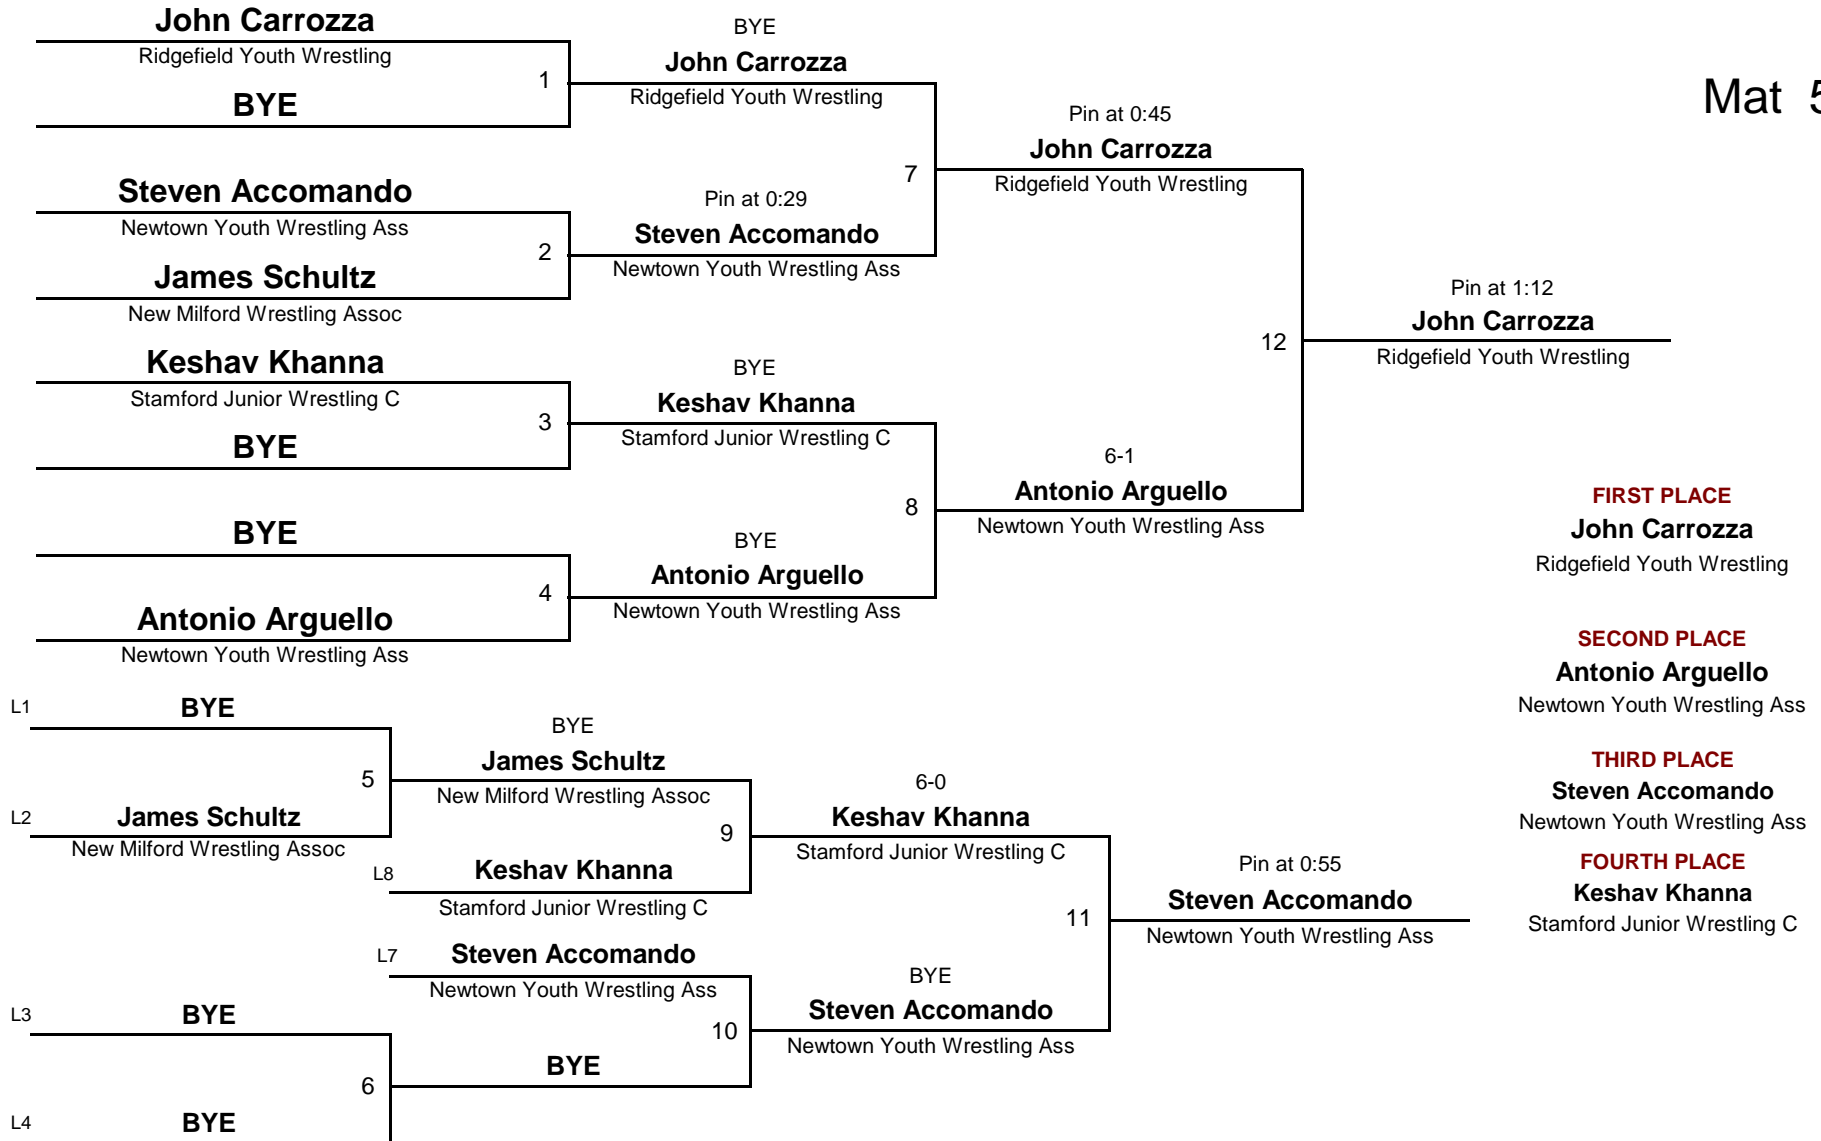 John Carrozza
Ridgefield Youth Wrestling
1
BYE
Steven Accomando
Newtown Youth Wrestling Ass
2
James Schultz
New Milford Wrestling Assoc
Keshav Khanna
Stamford Junior Wrestling C
3
BYE
BYE
4
Antonio Arguello
Newtown Youth Wrestling Ass
BYE
John Carrozza
Ridgefield Youth Wrestling
7
Pin at 0:29
Steven Accomando
Newtown Youth Wrestling Ass
BYE
Keshav Khanna
Stamford Junior Wrestling C
8
BYE
Antonio Arguello
Newtown Youth Wrestling Ass
Pin at 0:45
John Carrozza
Ridgefield Youth Wrestling
12
6-1
Antonio Arguello
Newtown Youth Wrestling Ass
Pin at 1:12
John Carrozza
Ridgefield Youth Wrestling
Mat 5
FIRST PLACE
John Carrozza
Ridgefield Youth Wrestling
SECOND PLACE
Antonio Arguello
Newtown Youth Wrestling Ass
THIRD PLACE
Steven Accomando
Newtown Youth Wrestling Ass
FOURTH PLACE
Keshav Khanna
Stamford Junior Wrestling C
L1
BYE
5
L2
James Schultz
New Milford Wrestling Assoc
L3
BYE
6
L4
BYE
BYE
James Schultz
New Milford Wrestling Assoc
9
L8
Keshav Khanna
Stamford Junior Wrestling C
L7
Steven Accomando
Newtown Youth Wrestling Ass
10
BYE
6-0
Keshav Khanna
Stamford Junior Wrestling C
11
BYE
Steven Accomando
Newtown Youth Wrestling Ass
Pin at 0:55
Steven Accomando
Newtown Youth Wrestling Ass